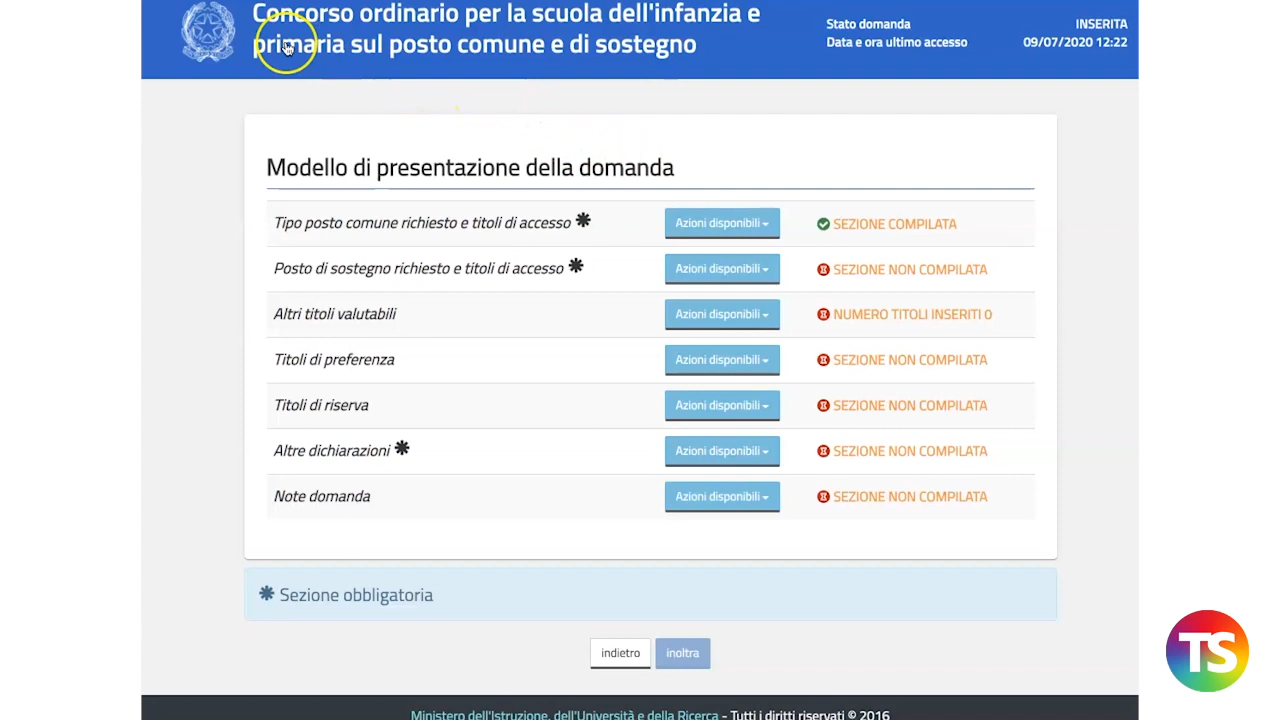 Concorso ordinario per la scuola dell'infanzia e
primaria sul posto comune e di sostegno
Stato domanda INSERITA
Data e ora ultimo accesso 09/07/2020 12:22
Modello di presentazione della domanda
Tipo posto comune richiesto e titoli di accesso ✱ Azioni disponibili SEZIONE COMPILATA
Posto di sostegno richiesto e titoli di accesso ✱ Azioni disponibili SEZIONE NON COMPILATA
Altri titoli valutabili Azioni disponibili NUMERO TITOLI INSERITI 0
Titoli di preferenza Azioni disponibili SEZIONE NON COMPILATA
Titoli di riserva Azioni disponibili SEZIONE NON COMPILATA
Altre dichiarazioni ✱ Azioni disponibili SEZIONE NON COMPILATA
Note domanda Azioni disponibili SEZIONE NON COMPILATA
✱ Sezione obbligatoria
indietro inoltra
TS
Ministero dell'Istruzione, dell'Università e della Ricerca - Tutti i diritti riservati © 2016